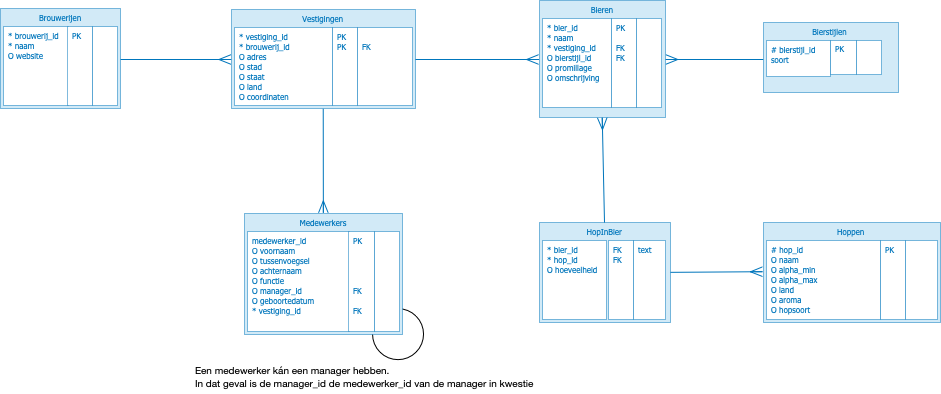 Brouwerijen
* brouwerij_id PK
* naam
O website
Vestigingen
* vestiging_id PK
* brouwerij_id PK FK
O adres
O stad
O staat
O land
O coordinaten
Bieren
* bier_id PK
* naam
* vestiging_id FK
O bierstijl_id FK
O promillage
O omschrijving
Bierstijlen
# bierstijl_id PK
soort
Medewerkers
medewerker_id PK
O voornaam
O tussenvoegsel
O achternaam
O functie
O manager_id FK
O geboortedatum
* vestiging_id FK
HopInBier
* bier_id FK text
* hop_id FK
O hoeveelheid
Hoppen
# hop_id PK
O naam
O alpha_min
O alpha_max
O land
O aroma
O hopsoort
Een medewerker kán een manager hebben.
In dat geval is de manager_id de medewerker_id van de manager in kwestie